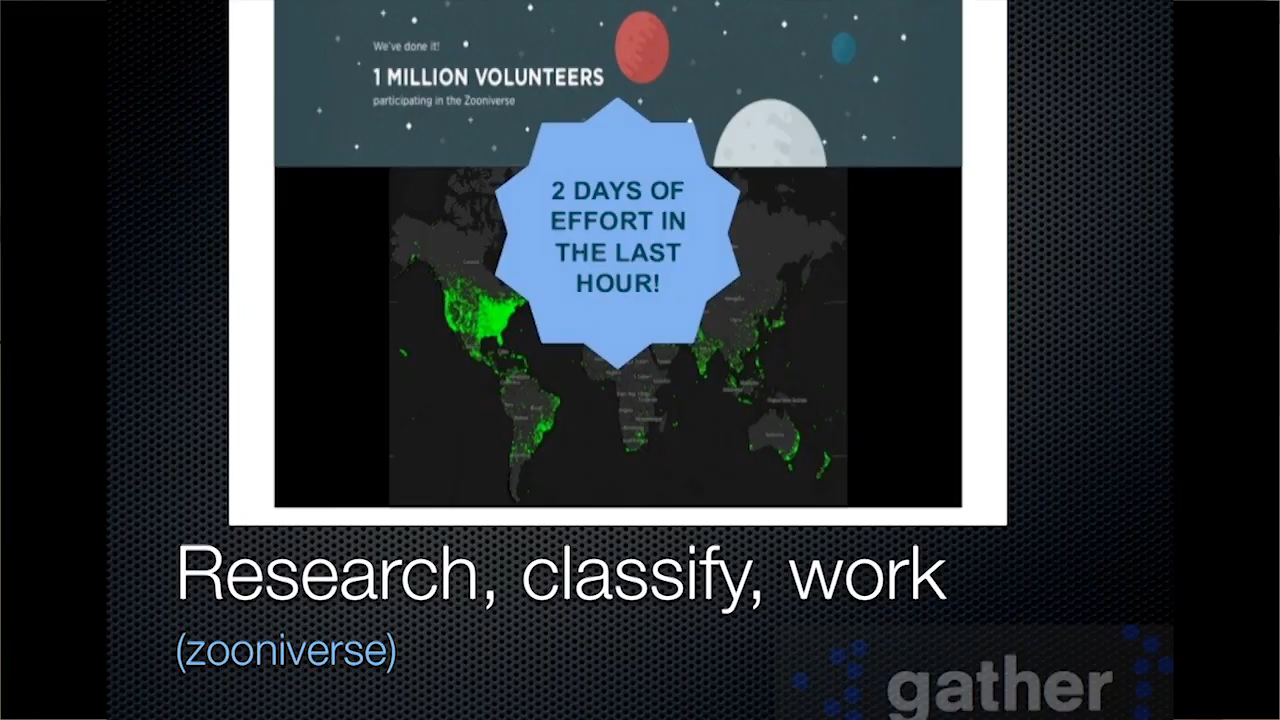 We've done it!
1 MILLION VOLUNTEERS
participating in the Zooniverse
2 DAYS OF
EFFORT IN
THE LAST
HOUR!
Research, classify, work
(zooniverse)
gather